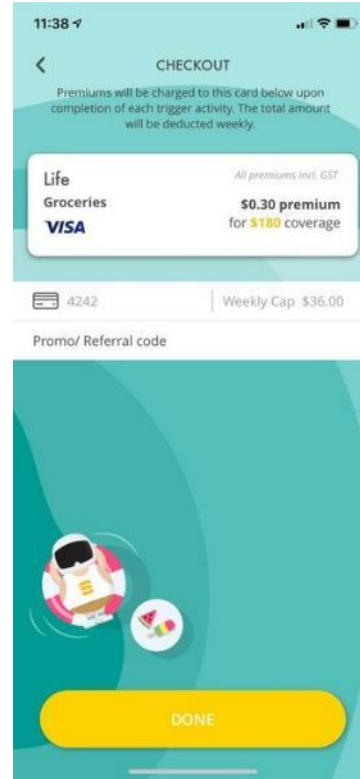 11:38
CHECKOUT
Premiums will be charged to this card below upon
completion of each trigger activity. The total amount
will be deducted weekly.
Life
All premiums incl. GST
Groceries
$0.30 premium
VISA
for $180 coverage
4242
Weekly Cap $36.00
Promo/ Referral code
DONE